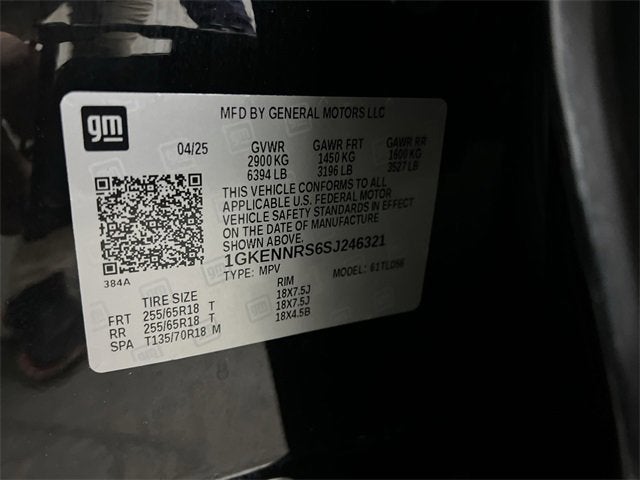 gm
MFD BY GENERAL MOTORS LLC
04/25 GVWR GAWR FRT GAWR RR
2900 KG 1450 KG 1600 KG
6394 LB 3196 LB 3527 LB
THIS VEHICLE CONFORMS TO ALL
APPLICABLE U.S. FEDERAL MOTOR
VEHICLE SAFETY STANDARDS IN EFFECT
ON THE DATE OF MANUFACTURE
SHOWN ABOVE.
1GKENNRS6SJ246321
384A
TYPE: MPV MODEL: 61TLD56
TIRE SIZE RIM
FRT 255/65R18 T 18X7.5J
RR 255/65R18 T 18X7.5J
SPA T135/70R18 M 18X4.5B